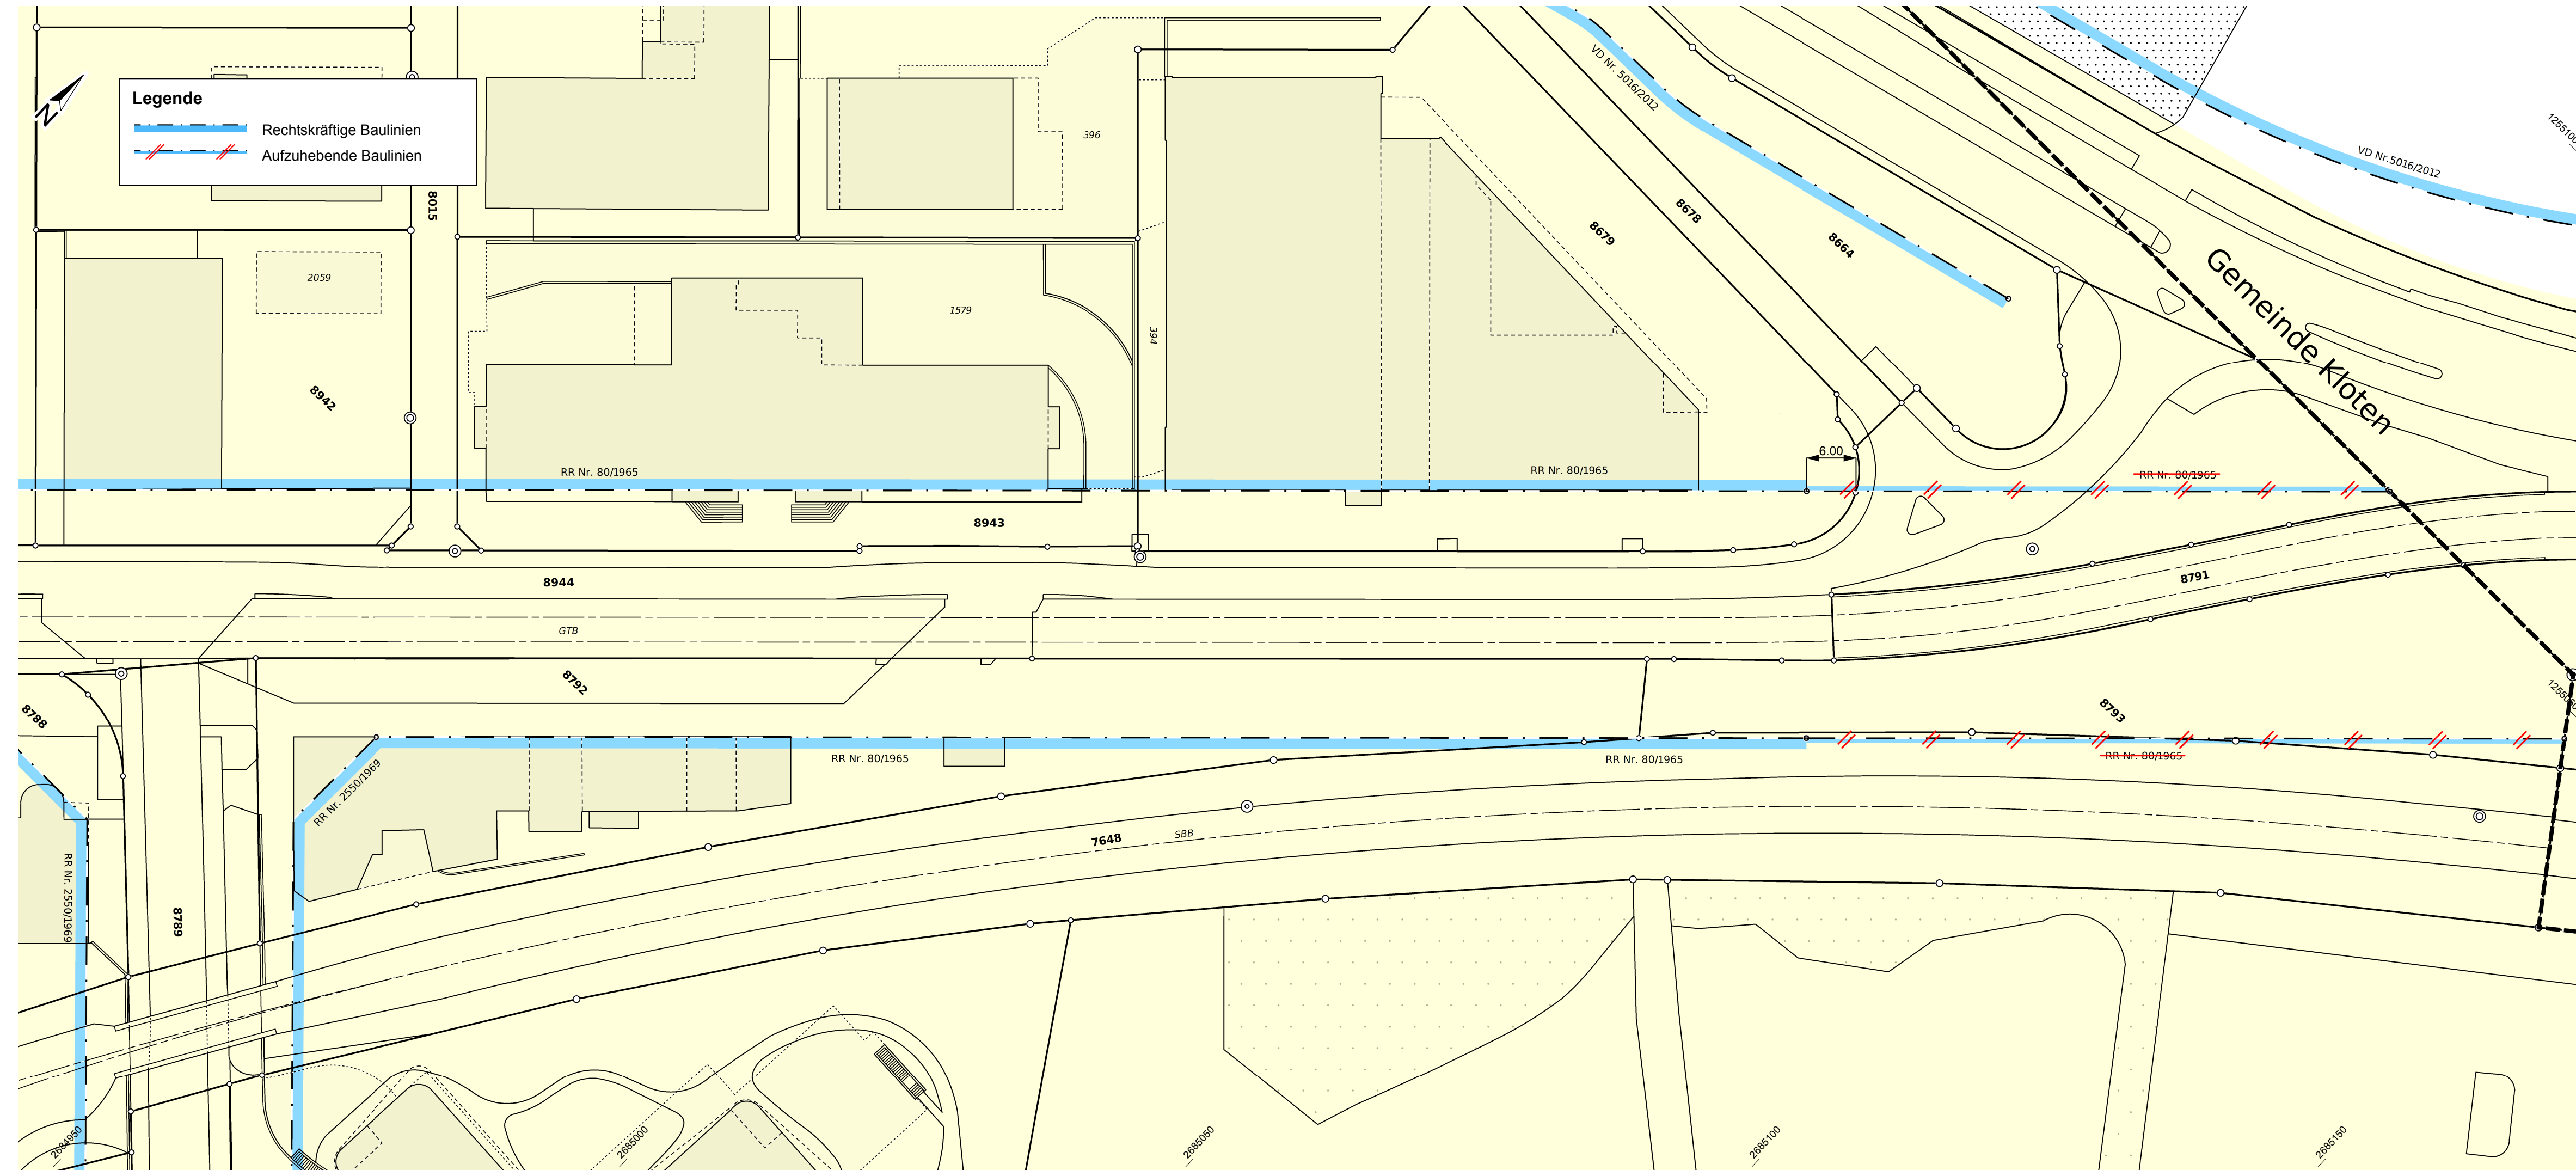 N
Legende
Rechtskräftige Baulinien
Aufzuhebende Baulinien
8015
396
VD Nr. 5016/2012
VD Nr.5016/2012
1255100
2059
1579
394
8679
8678
8664
Gemeinde Kloten
8942
RR Nr. 80/1965
RR Nr. 80/1965
6.00
RR Nr. 80/1965
8943
8944
8791
GTB
8792
8788
8793
RR Nr. 80/1965
RR Nr. 80/1965
RR Nr. 80/1965
RR Nr. 2550/1969
RR Nr. 2550/1969
7648
SBB
8789
2684950
2685000
2685050
2685100
2685150